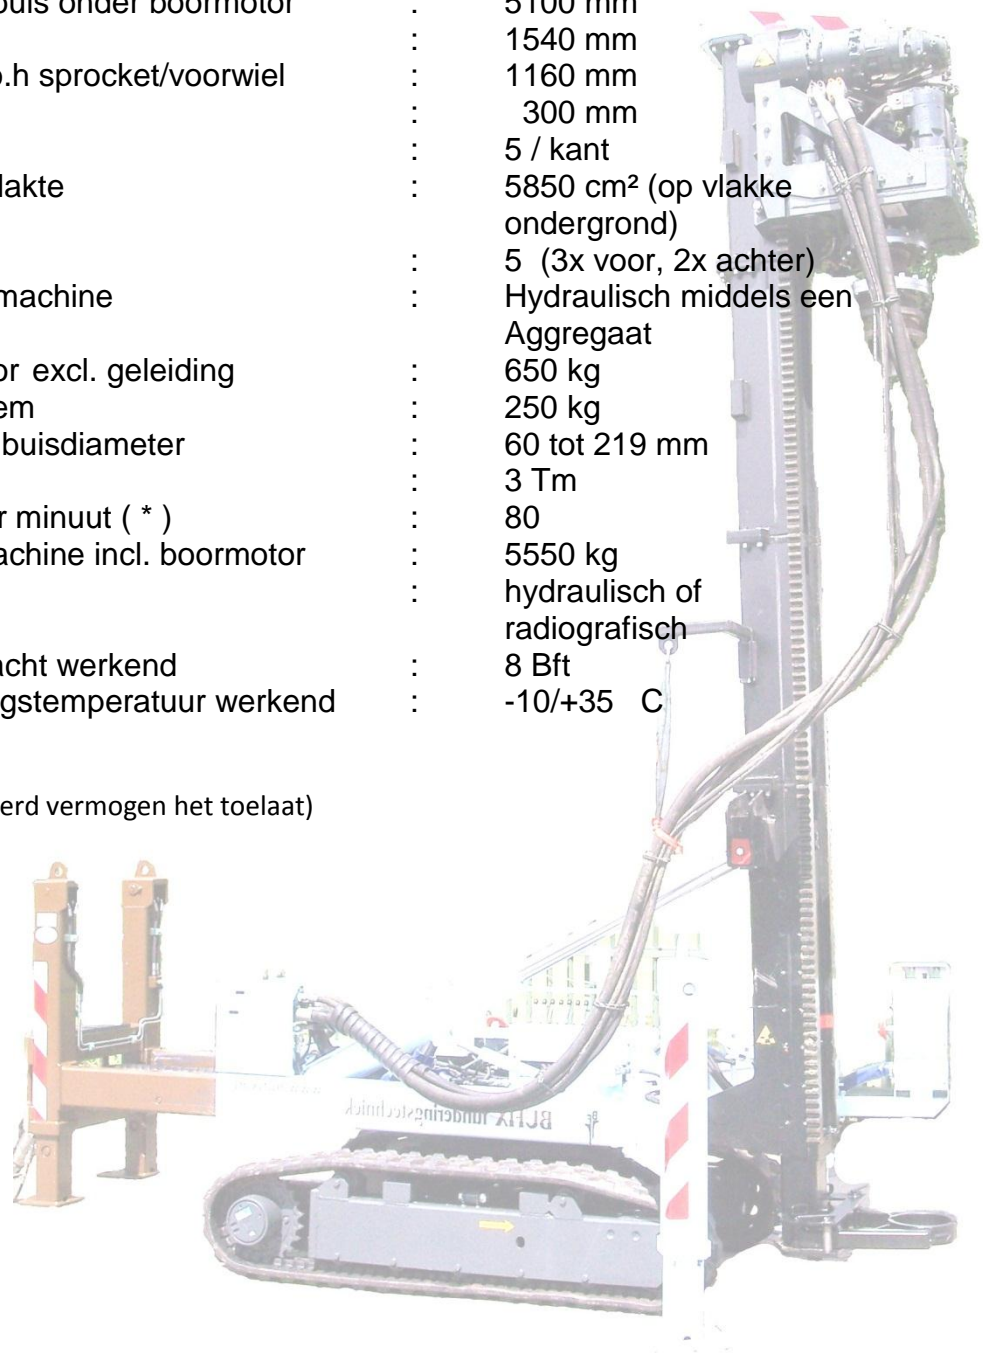 buis onder boormotor : 5100 mm
: 1540 mm
o.h sprocket/voorwiel : 1160 mm
: 300 mm
: 5 / kant
lakte : 5850 cm² (op vlakke
ondergrond)
: 5 (3x voor, 2x achter)
machine : Hydraulisch middels een
Aggregaat
or excl. geleiding : 650 kg
em : 250 kg
buisdiameter : 60 tot 219 mm
: 3 Tm
r minuut ( * ) : 80
achine incl. boormotor : 5550 kg
: hydraulisch of
radiografisch
acht werkend : 8 Bft
gstemperatuur werkend : -10/+35 C
erd vermogen het toelaat)
funderingstechniek